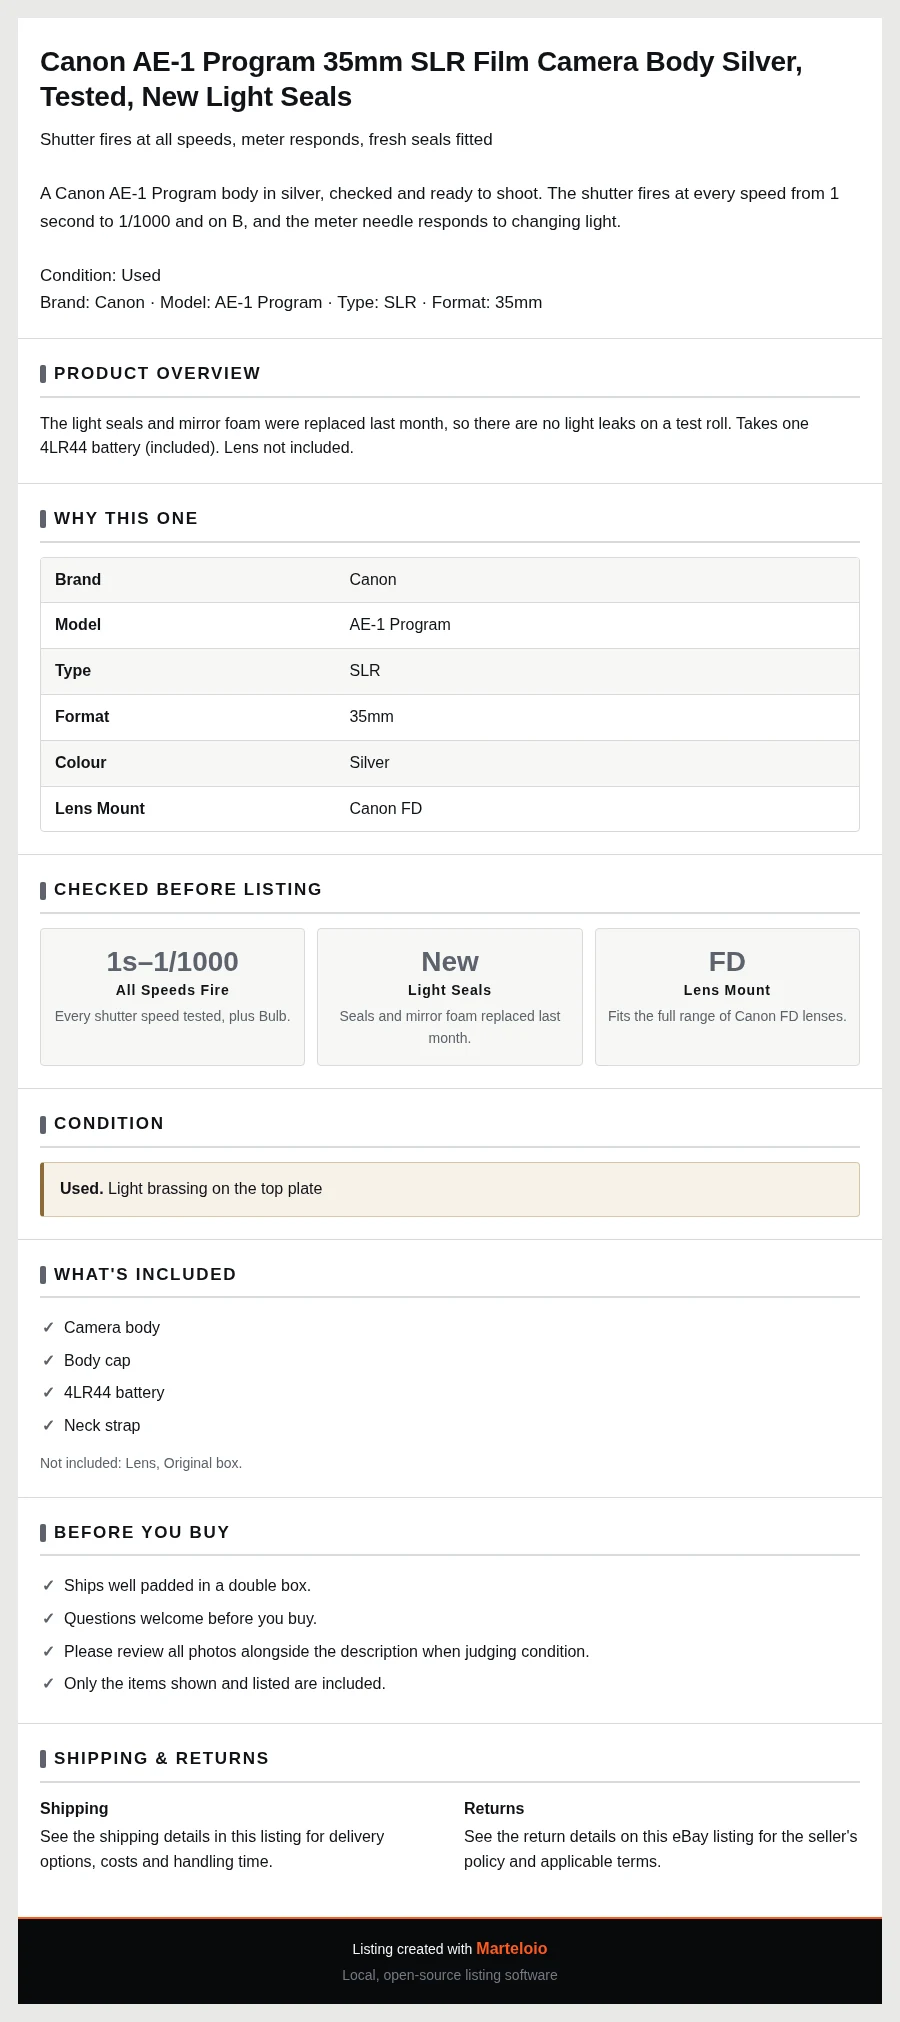 Canon AE-1 Program 35mm SLR Film Camera Body Silver,
Tested, New Light Seals
Shutter fires at all speeds, meter responds, fresh seals fitted
A Canon AE-1 Program body in silver, checked and ready to shoot. The shutter fires at every speed from 1
second to 1/1000 and on B, and the meter needle responds to changing light.
Condition: Used
Brand: Canon · Model: AE-1 Program · Type: SLR · Format: 35mm
PRODUCT OVERVIEW
The light seals and mirror foam were replaced last month, so there are no light leaks on a test roll. Takes one
4LR44 battery (included). Lens not included.
WHY THIS ONE
Brand Canon
Model AE-1 Program
Type SLR
Format 35mm
Colour Silver
Lens Mount Canon FD
CHECKED BEFORE LISTING
1s–1/1000
All Speeds Fire
Every shutter speed tested, plus Bulb.
New
Light Seals
Seals and mirror foam replaced last
month.
FD
Lens Mount
Fits the full range of Canon FD lenses.
CONDITION
Used. Light brassing on the top plate
WHAT'S INCLUDED
✓ Camera body
✓ Body cap
✓ 4LR44 battery
✓ Neck strap
Not included: Lens, Original box.
BEFORE YOU BUY
✓ Ships well padded in a double box.
✓ Questions welcome before you buy.
✓ Please review all photos alongside the description when judging condition.
✓ Only the items shown and listed are included.
SHIPPING & RETURNS
Shipping
See the shipping details in this listing for delivery
options, costs and handling time.
Returns
See the return details on this eBay listing for the seller's
policy and applicable terms.
Listing created with Marteloio
Local, open-source listing software